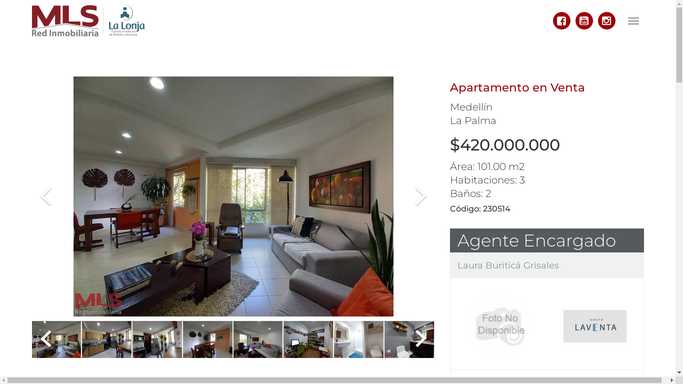 MLS
Red Inmobiliaria
La Lonja
Apartamento en Venta
Medellín
La Palma
$420.000.000
Área: 101.00 m2
Habitaciones: 3
Baños: 2
Código: 230514
Agente Encargado
Laura Buriticá Grisales
Foto No
Disponible
LAVENTA
MLS